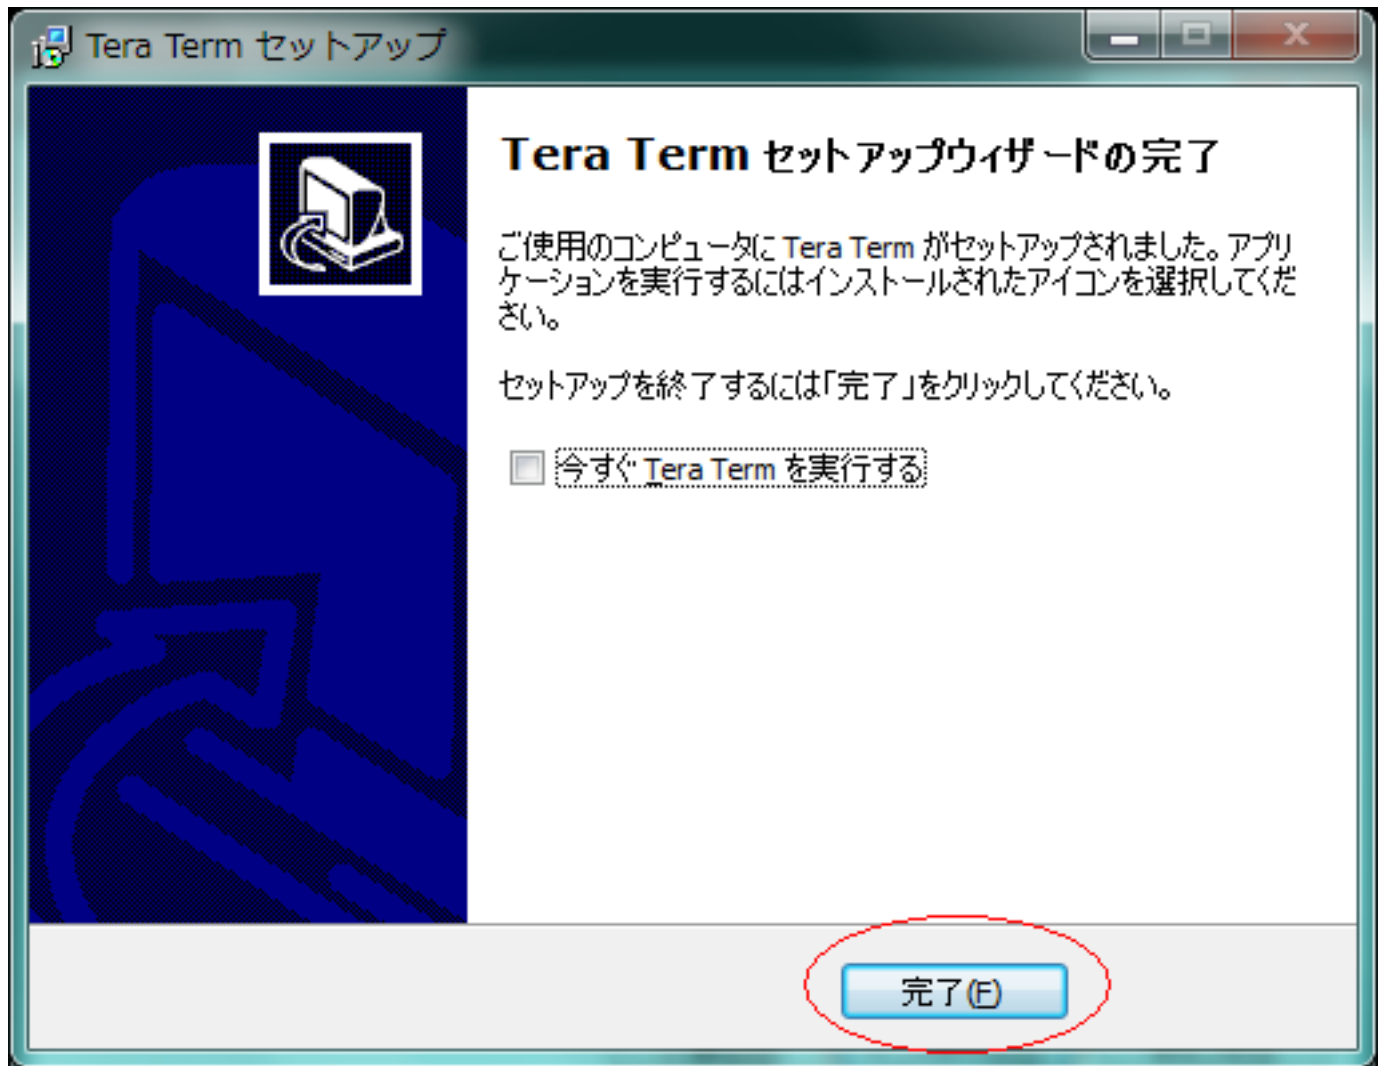 Tera Term セットアップ
Tera Term セットアップウィザードの完了
ご使用のコンピュータに Tera Term がセットアップされました。アプリ
ケーションを実行するにはインストールされたアイコンを選択してくだ
さい。
セットアップを終了するには「完了」をクリックしてください。
今すぐ Tera Term を実行する
完了(F)